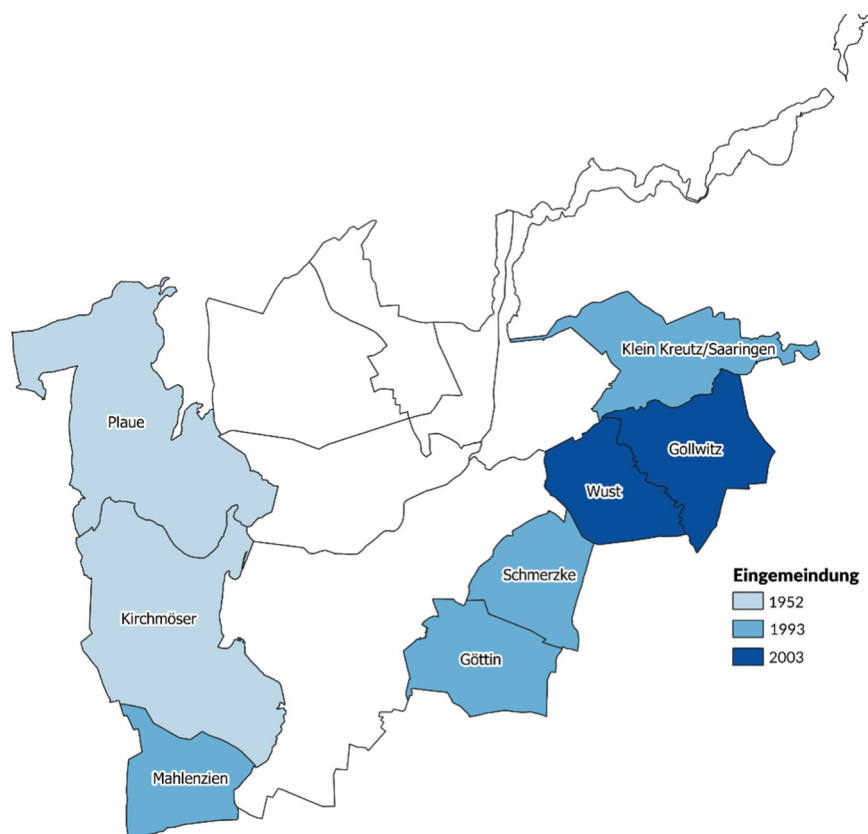 Klein Kreutz/Saaringen
Plaue
Gollwitz
Wust
Schmerzke
Kirchmöser
Göttin
Mahlenzien
Eingemeindung
1952
1993
2003